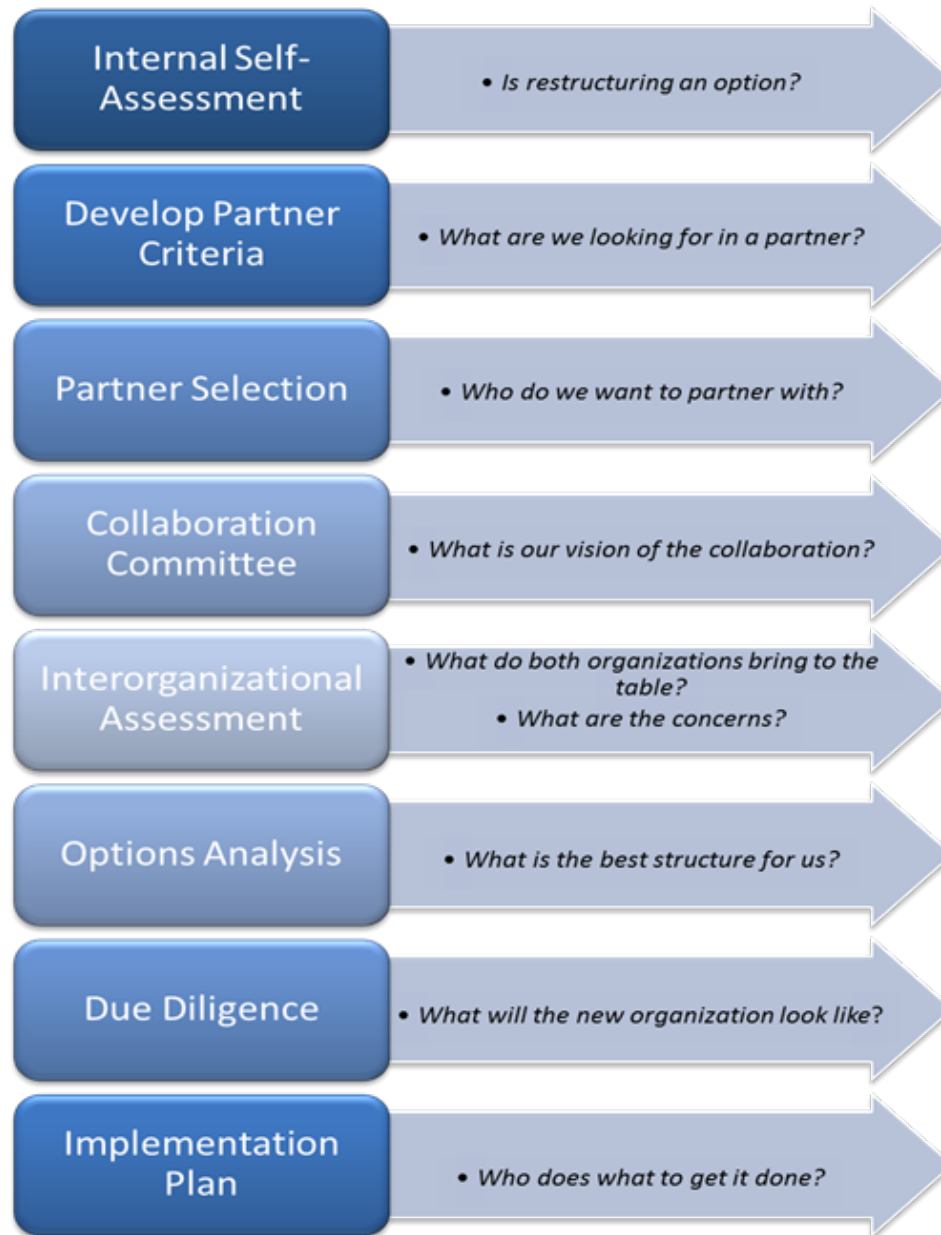 Internal Self-
Assessment
• Is restructuring an option?
Develop Partner
Criteria
• What are we looking for in a partner?
Partner Selection
• Who do we want to partner with?
Collaboration
Committee
• What is our vision of the collaboration?
Interorganizational
Assessment
• What do both organizations bring to the
table?
• What are the concerns?
Options Analysis
• What is the best structure for us?
Due Diligence
• What will the new organization look like?
Implementation
Plan
• Who does what to get it done?